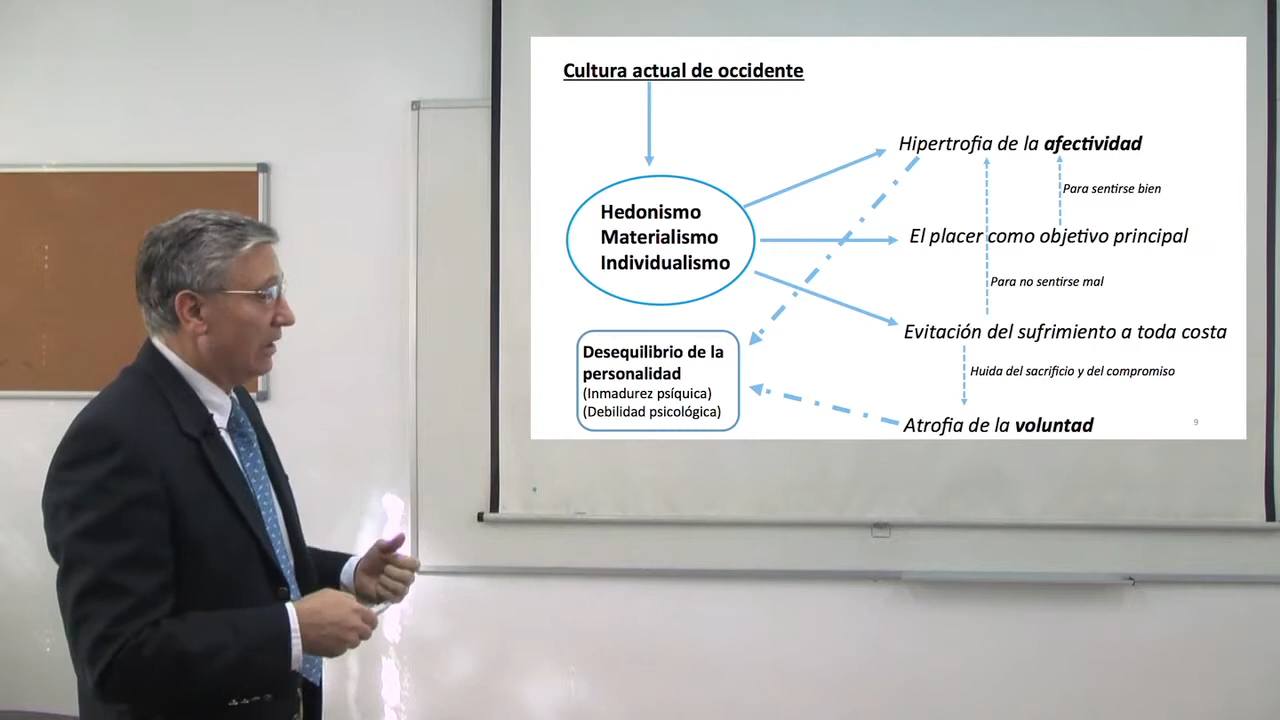 Cultura actual de occidente
Hedonismo
Materialismo
Individualismo
Desequilibrio de la
personalidad
(Inmadurez psíquica)
(Debilidad psicológica)
Hipertrofia de la afectividad
Para sentirse bien
El placer como objetivo principal
Para no sentirse mal
Evitación del sufrimiento a toda costa
Huida del sacrificio y del compromiso
Atrofia de la voluntad
9